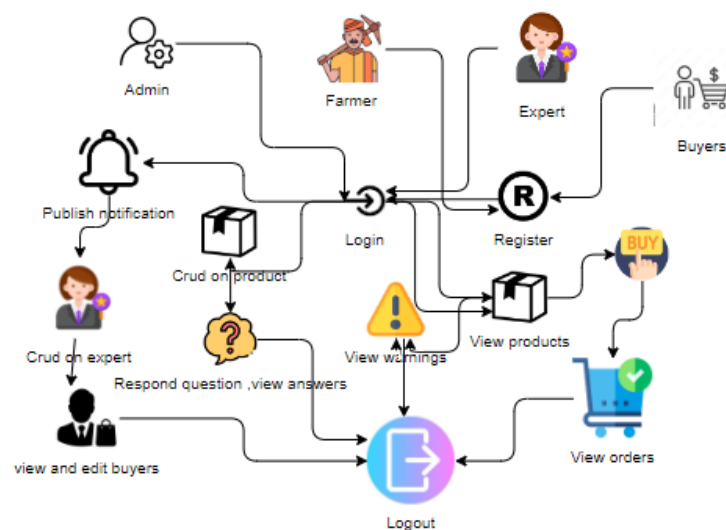 Admin
Farmer
Expert
Buyers
$
R
Publish notification
Login
Register
BUY
Crud on product
?
!
View products
Crud on expert
View warnings
Respond question ,view answers
view and edit buyers
View orders
Logout